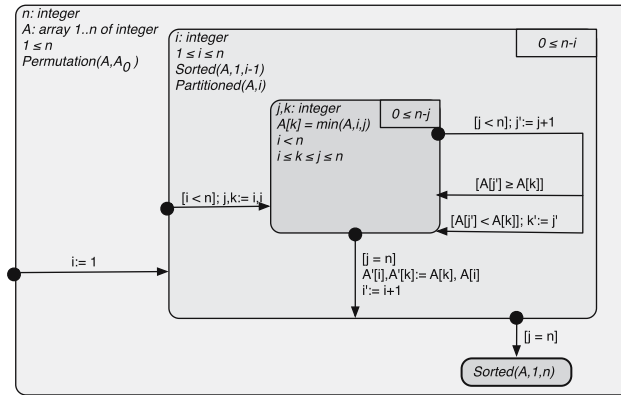 n: integer
A: array 1..n of integer
1 ≤ n
Permutation(A,A₀ )
i: integer
1 ≤ i ≤ n
Sorted(A,1,i-1)
Partitioned(A,i)
0 ≤ n-i
j,k: integer
A[k] = min(A,i,j)
i < n
i ≤ k ≤ j ≤ n
0 ≤ n-j
[j < n]; j':= j+1
[A[j'] ≥ A[k]]
[A[j'] < A[k]]; k':= j'
[i < n]; j,k:= i,i
[j = n]
A'[i],A'[k]:= A[k], A[i]
i':= i+1
i:= 1
[j = n]
Sorted(A,1,n)